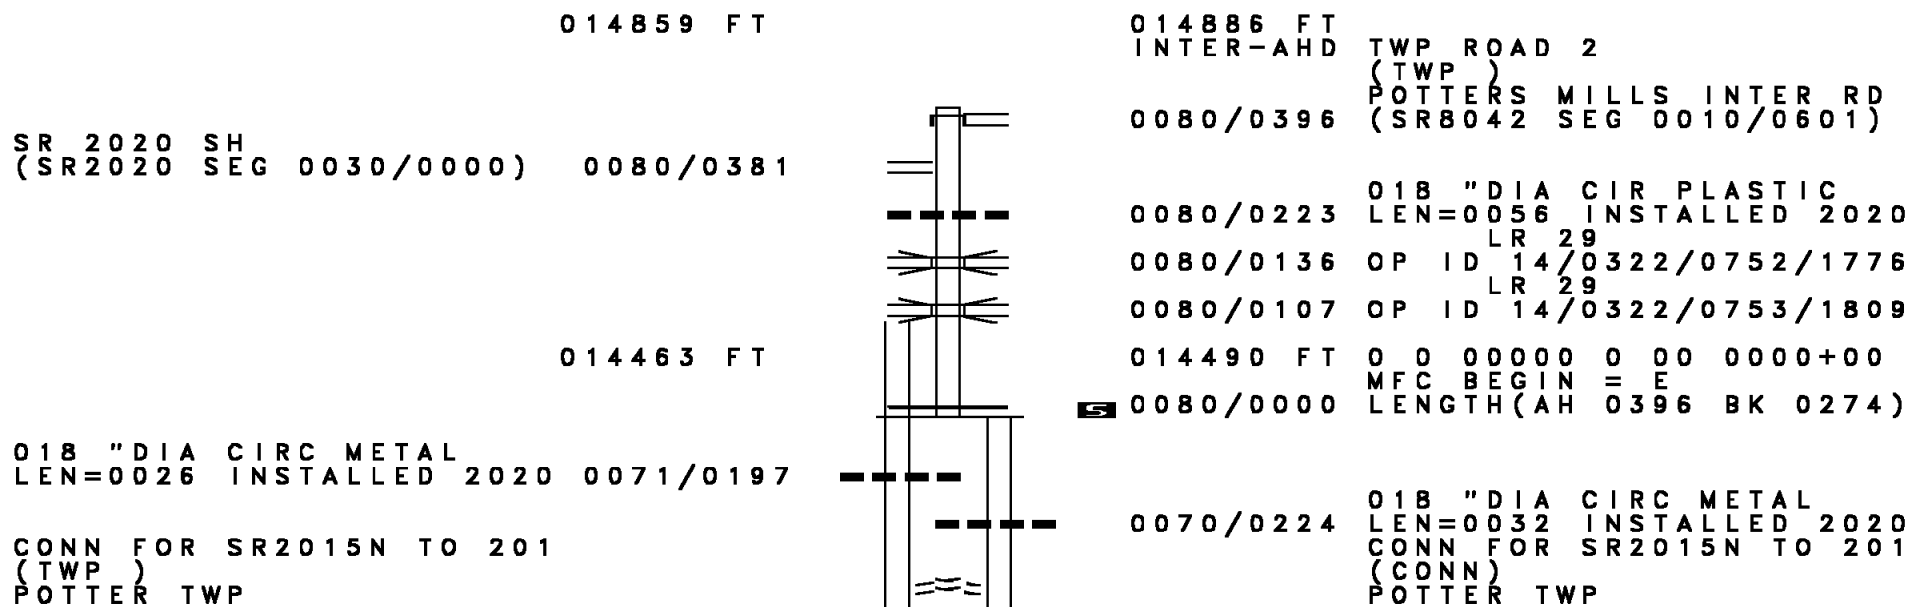 014859 FT 014886 FT
INTER-AHD TWP ROAD 2
(TWP )
POTTERS MILLS INTER RD
0080/0396 (SR8042 SEG 0010/0601)
SR 2020 SH
(SR2020 SEG 0030/0000) 0080/0381
018 "DIA CIR PLASTIC
0080/0223 LEN=0056 INSTALLED 2020
LR 29
0080/0136 OP ID 14/0322/0752/1776
LR 29
0080/0107 OP ID 14/0322/0753/1809
014463 FT 014490 FT 0 0 00000 0 00 0000+00
MFC BEGIN = E
S 0080/0000 LENGTH(AH 0396 BK 0274)
018 "DIA CIRC METAL
LEN=0026 INSTALLED 2020 0071/0197
018 "DIA CIRC METAL
0070/0224 LEN=0032 INSTALLED 2020
CONN FOR SR2015N TO 201 CONN FOR SR2015N TO 201
(TWP ) (CONN)
POTTER TWP POTTER TWP